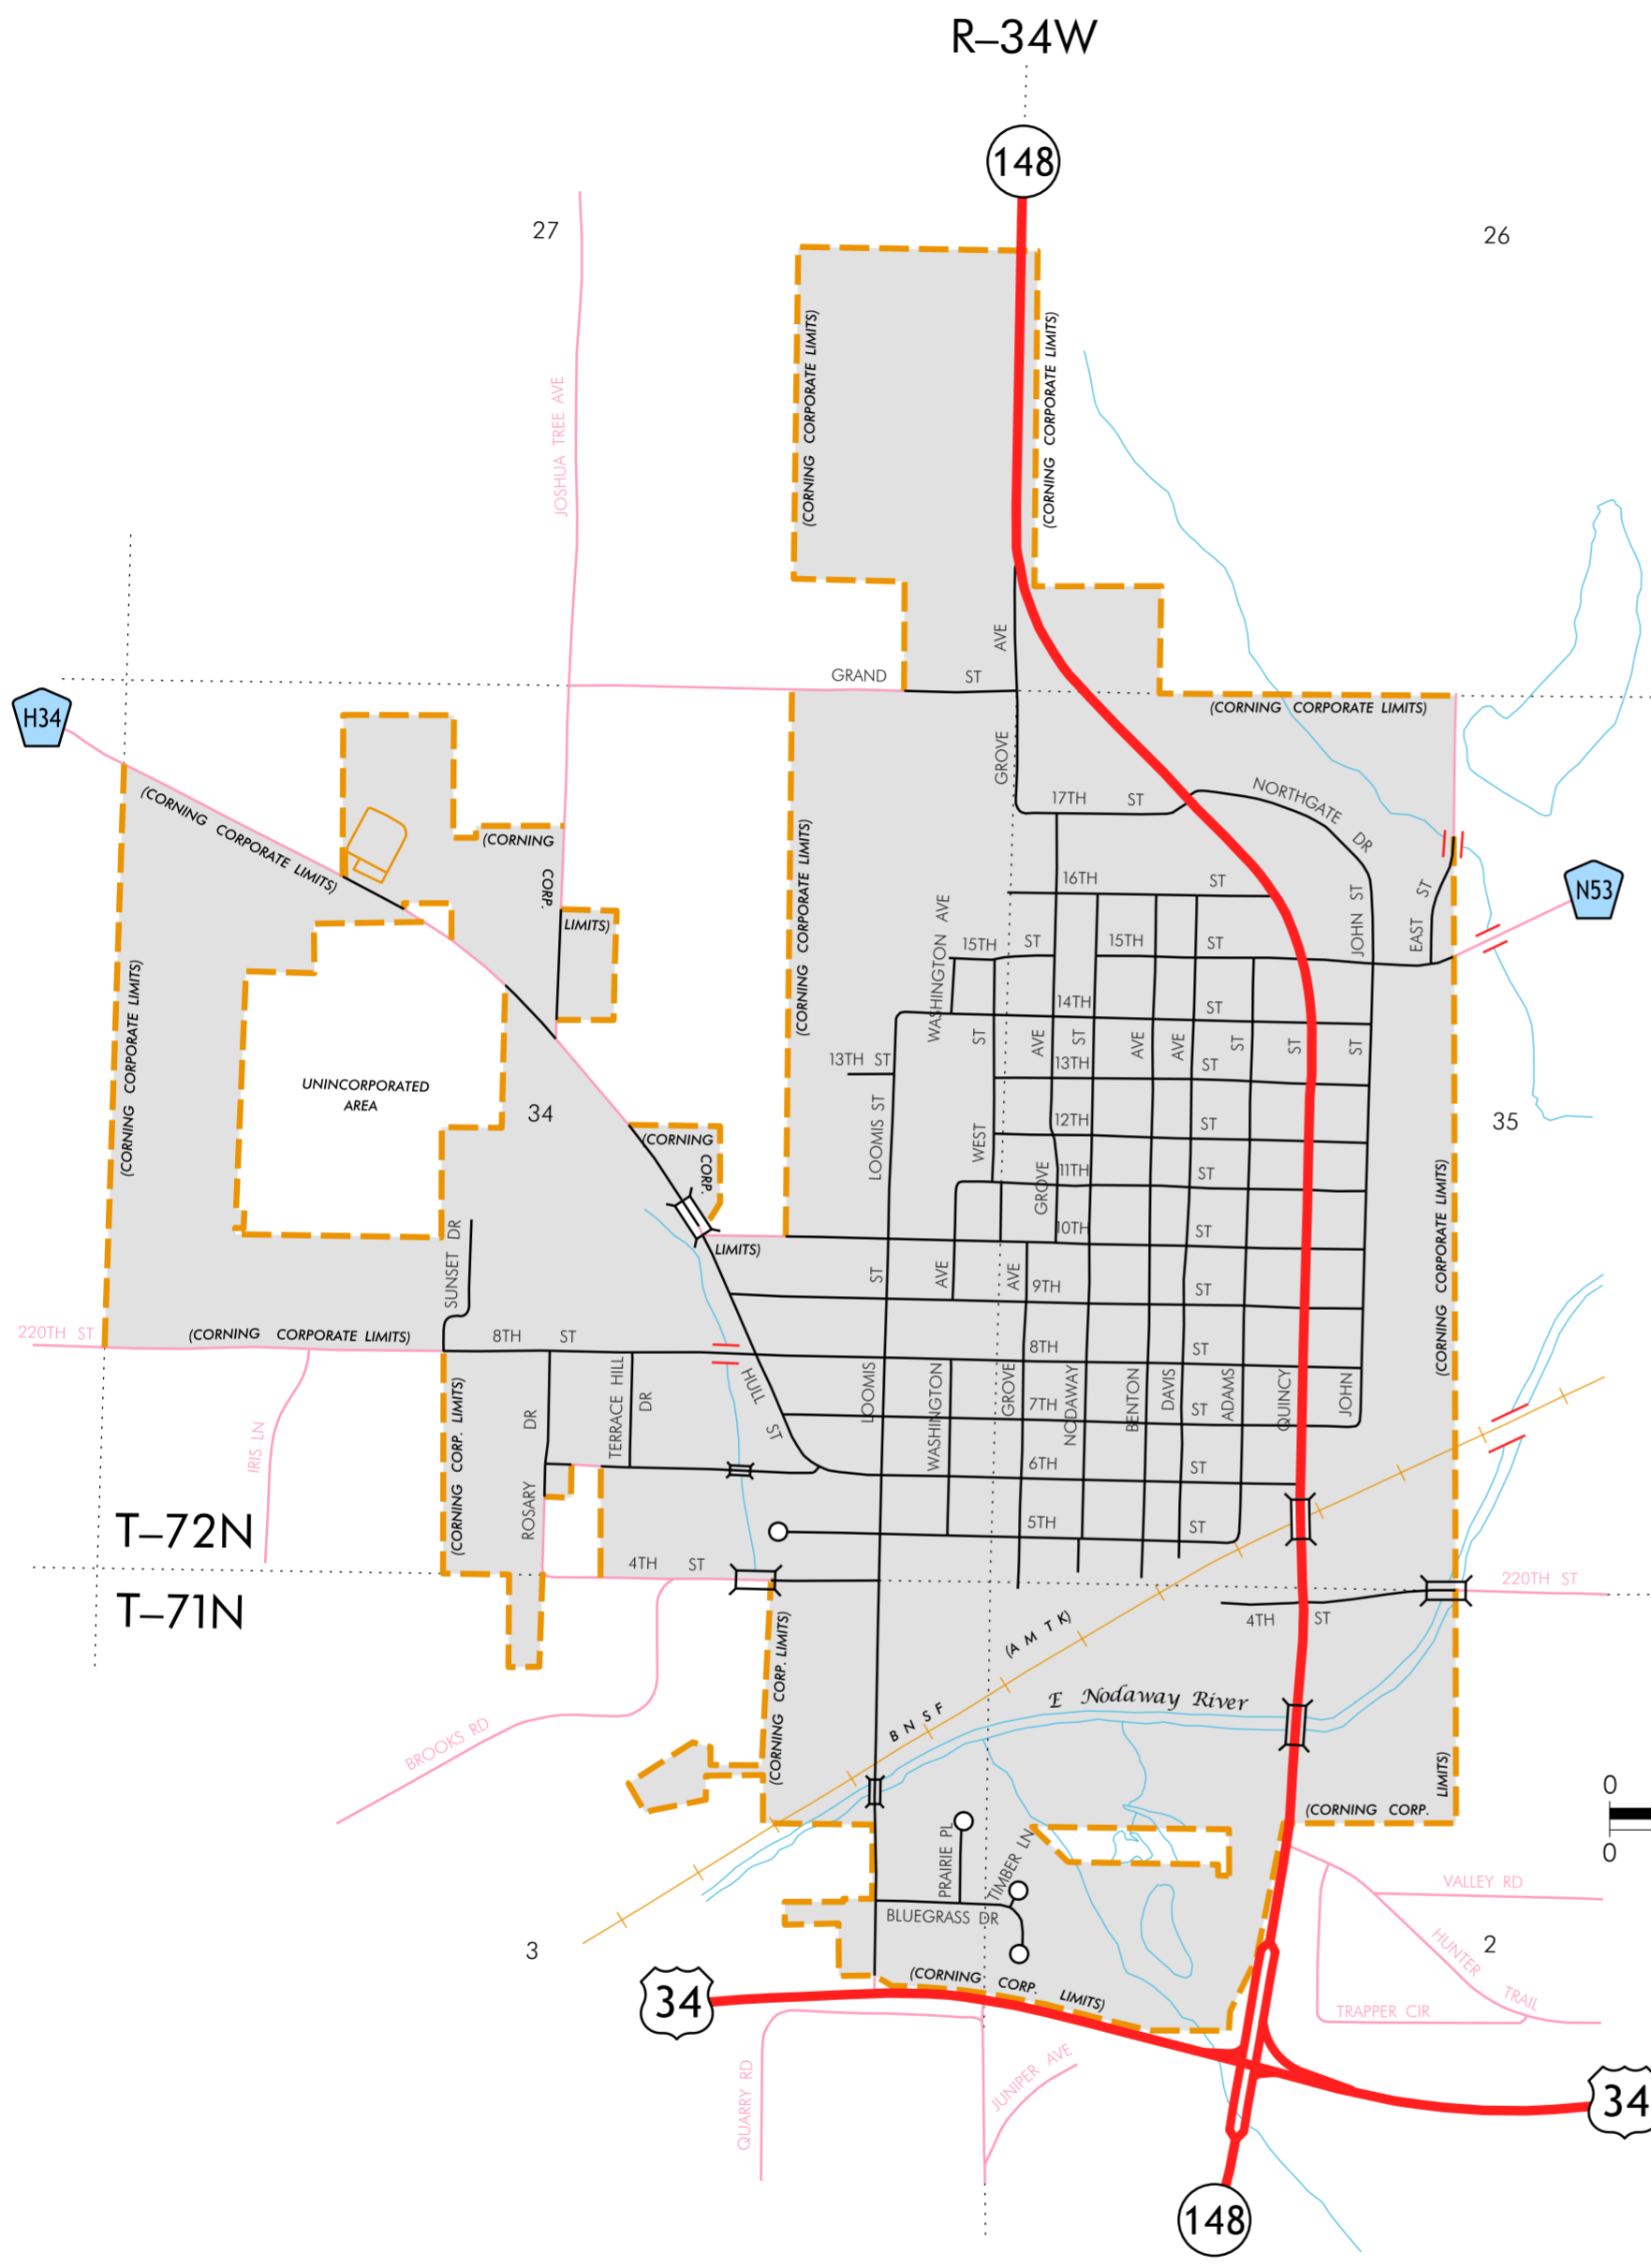 R–34W
148
27
26
(CORNING CORPORATE LIMITS)
(CORNING CORPORATE LIMITS)
JOSHUA TREE AVE
GRAND ST
GROVE AVE
H34
(CORNING CORPORATE LIMITS)
(CORNING CORPORATE LIMITS)
17TH ST
NORTHGATE DR
(CORNING CORP. LIMITS)
(CORNING CORPORATE LIMITS)
16TH ST
JOHN ST
EAST ST
N53
WASHINGTON AVE
15TH ST
15TH ST
(CORNING CORPORATE LIMITS)
14TH ST
13TH ST
13TH ST
UNINCORPORATED
AREA
34
35
12TH ST
(CORNING CORP. LIMITS)
LOOMIS ST
WEST ST
GROVE AVE
ST
AVE
AVE
ST
ST
ST
11TH ST
10TH ST
(CORNING CORPORATE LIMITS)
SUNSET DR
9TH ST
220TH ST
(CORNING CORPORATE LIMITS)
8TH ST
8TH ST
HULL ST
LOOMIS ST
WASHINGTON AVE
GROVE AVE
NODAWAY
BENTON
DAVIS
ADAMS
QUINCY
JOHN
7TH ST
IRIS LN
(CORNING CORP. LIMITS)
ROSARY DR
TERRACE HILL DR
6TH ST
5TH ST
T–72N
4TH ST
T–71N
220TH ST
4TH ST
(CORNING CORP. LIMITS)
BNSF
(AMTK)
E Nodaway River
BROOKS RD
(CORNING CORP. LIMITS)
0
0
PRAIRIE PL
TIMBER LN
BLUEGRASS DR
VALLEY RD
HUNTER TRAIL
TRAPPER CIR
3
2
(CORNING CORP. LIMITS)
34
QUARRY RD
JUNIPER AVE
34
148